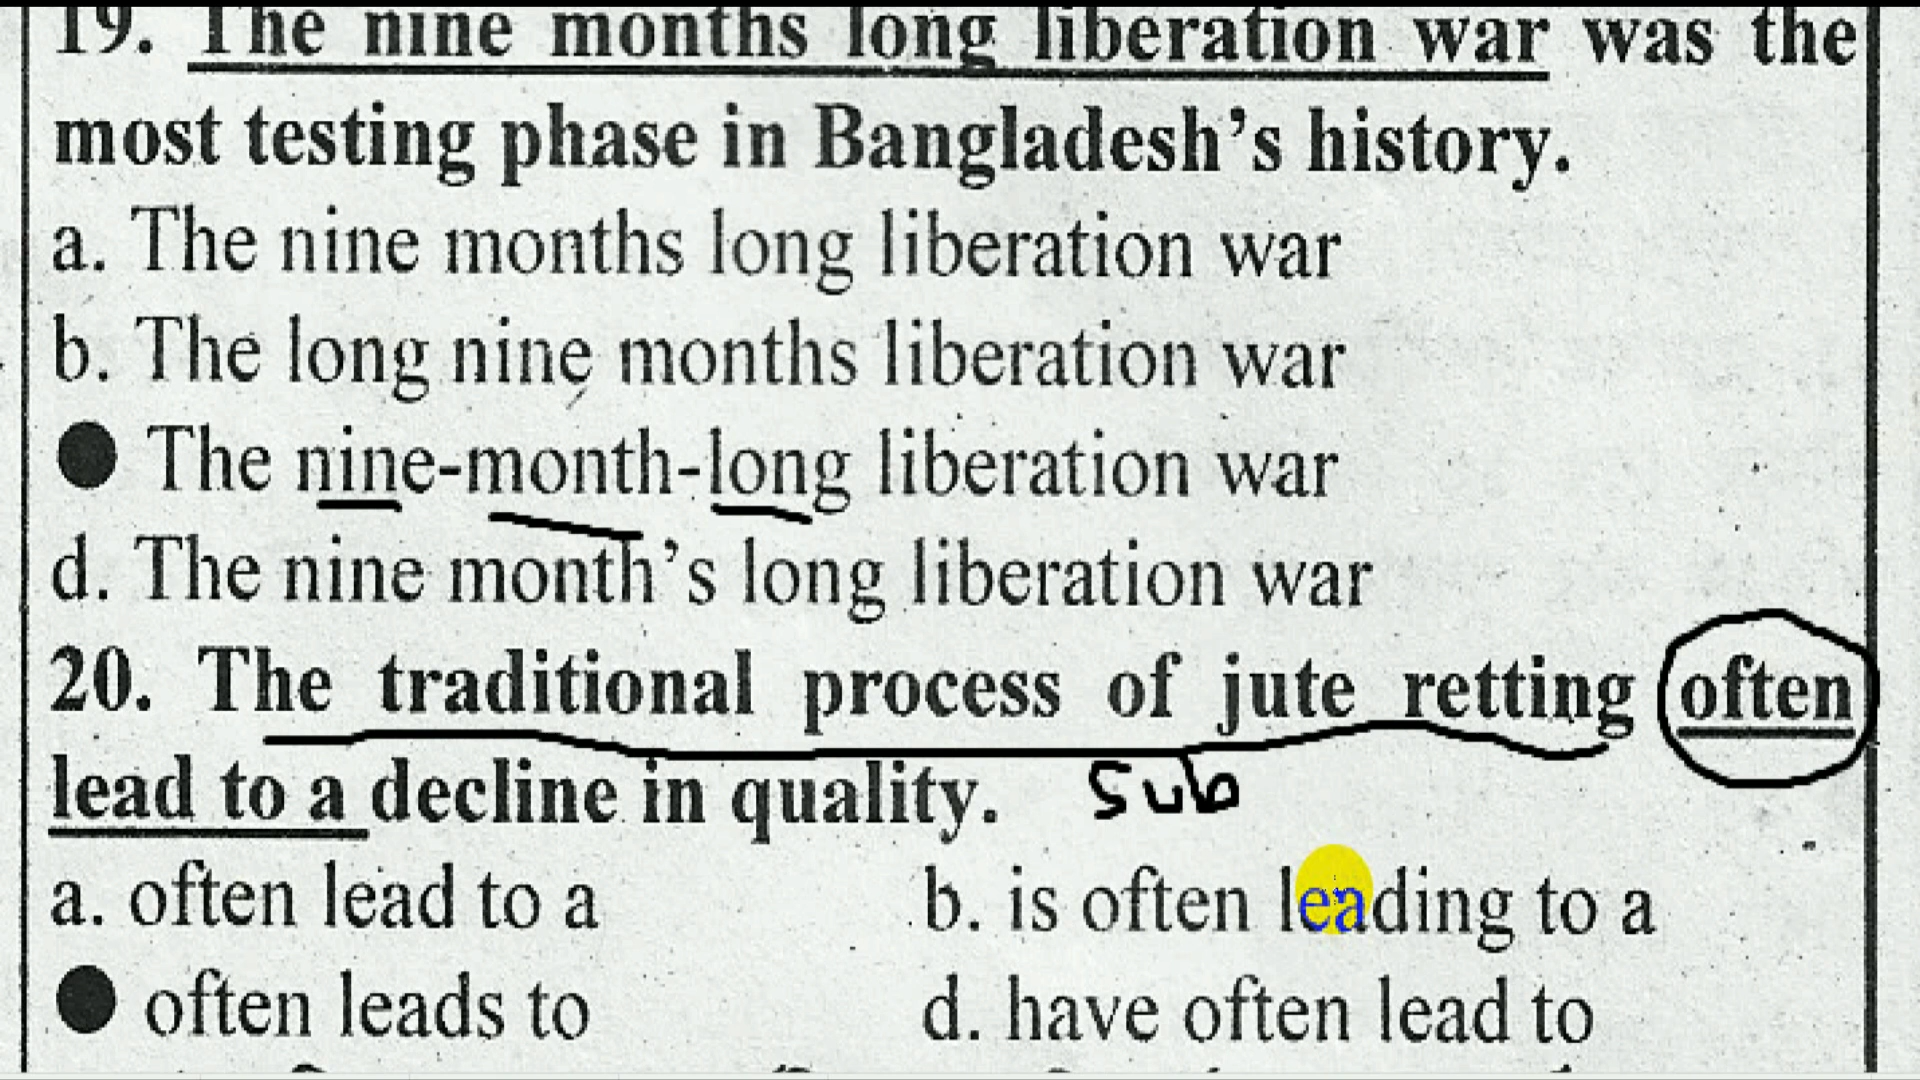 19. The nine months long liberation war was the
most testing phase in Bangladesh's history.
a. The nine months long liberation war
b. The long nine months liberation war
● The nine-month-long liberation war
d. The nine month's long liberation war
20. The traditional process of jute retting often
lead to a decline in quality. Sub
a. often lead to a b. is often leading to a
● often leads to d. have often lead to